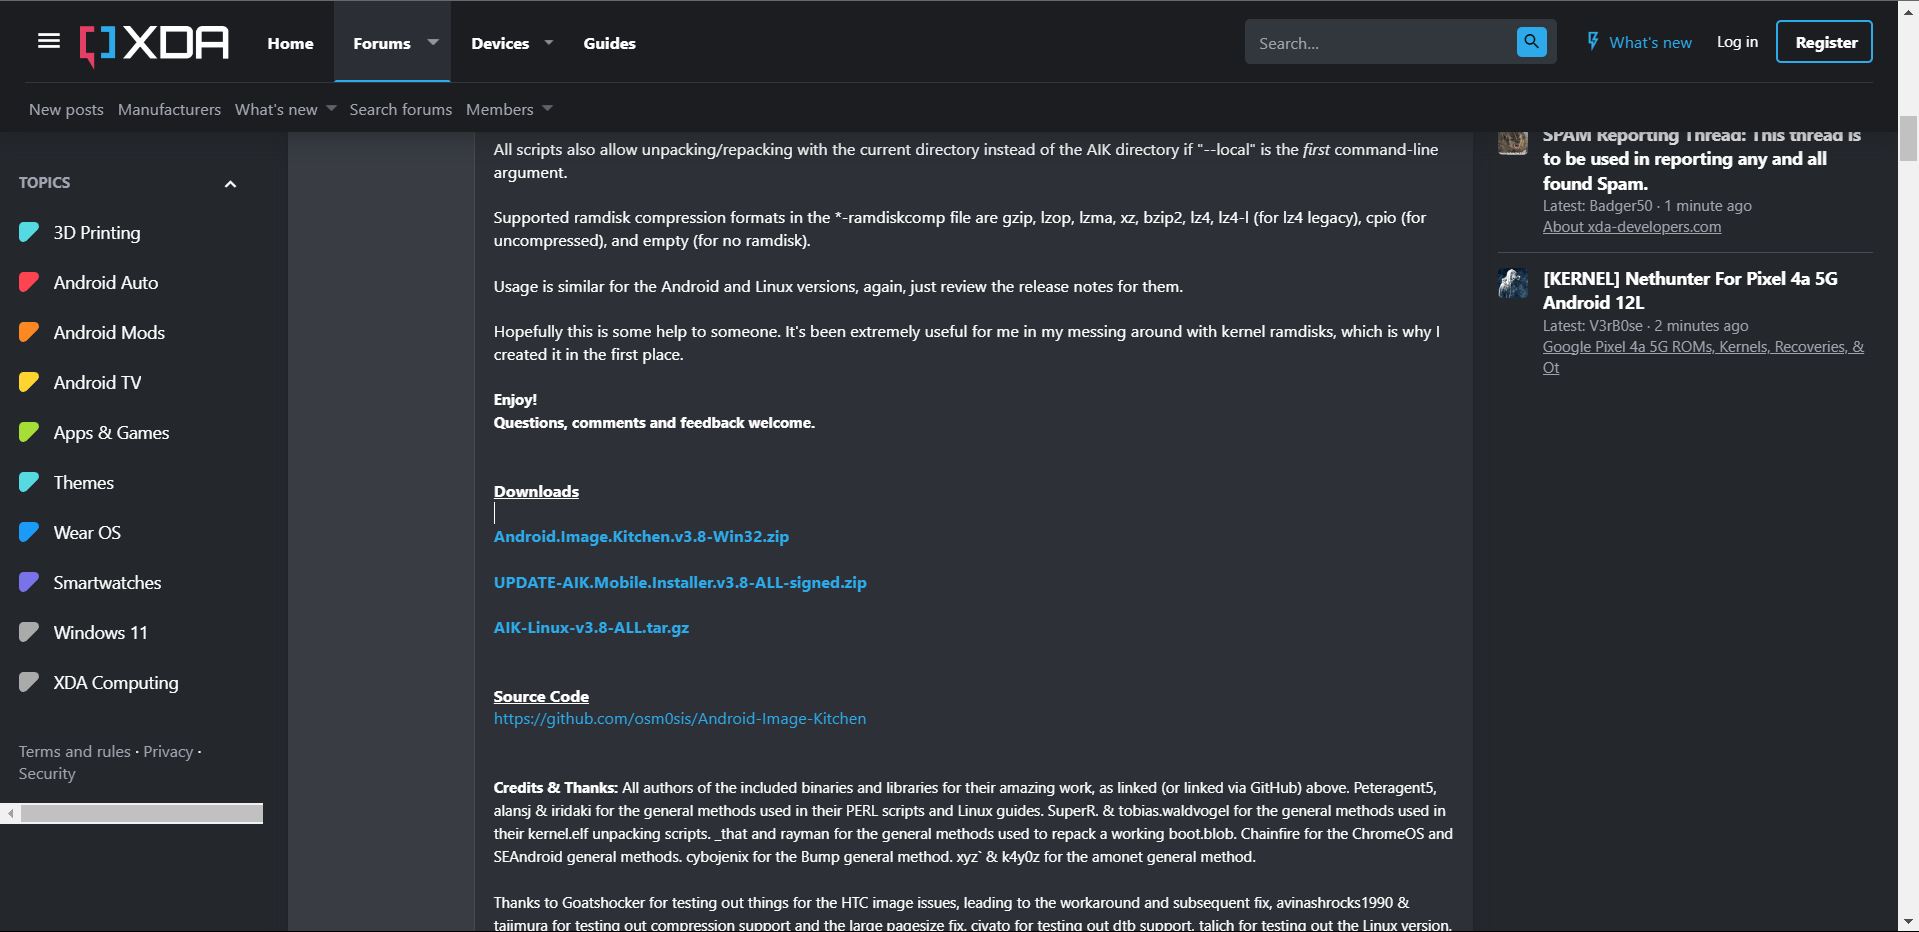 XDA
Home
Forums
Devices
Guides
Search...
What's new
Log in
Register
New posts
Manufacturers
What's new
Search forums
Members
TOPICS
3D Printing
Android Auto
Android Mods
Android TV
Apps & Games
Themes
Wear OS
Smartwatches
Windows 11
XDA Computing
Terms and rules · Privacy ·
Security
All scripts also allow unpacking/repacking with the current directory instead of the AIK directory if "--local" is the first command-line
argument.
Supported ramdisk compression formats in the *-ramdiskcomp file are gzip, lzop, lzma, xz, bzip2, lz4, lz4-l (for lz4 legacy), cpio (for
uncompressed), and empty (for no ramdisk).
Usage is similar for the Android and Linux versions, again, just review the release notes for them.
Hopefully this is some help to someone. It's been extremely useful for me in my messing around with kernel ramdisks, which is why I
created it in the first place.
Enjoy!
Questions, comments and feedback welcome.
Downloads
Android.Image.Kitchen.v3.8-Win32.zip
UPDATE-AIK.Mobile.Installer.v3.8-ALL-signed.zip
AIK-Linux-v3.8-ALL.tar.gz
Source Code
https://github.com/osm0sis/Android-Image-Kitchen
Credits & Thanks: All authors of the included binaries and libraries for their amazing work, as linked (or linked via GitHub) above. Peteragent5,
alansj & iridaki for the general methods used in their PERL scripts and Linux guides. SuperR. & tobias.waldvogel for the general methods used in
their kernel.elf unpacking scripts. _that and rayman for the general methods used to repack a working boot.blob. Chainfire for the ChromeOS and
SEAndroid general methods. cybojenix for the Bump general method. xyz` & k4y0z for the amonet general method.
Thanks to Goatshocker for testing out things for the HTC image issues, leading to the workaround and subsequent fix, avinashrocks1990 &
tajimura for testing out compression support and the large pagesize fix, civato for testing out dtb support, talich for testing out the Linux version,
SPAM Reporting Thread: This thread is
to be used in reporting any and all
found Spam.
Latest: Badger50 · 1 minute ago
About xda-developers.com
[KERNEL] Nethunter For Pixel 4a 5G
Android 12L
Latest: V3rB0se · 2 minutes ago
Google Pixel 4a 5G ROMs, Kernels, Recoveries, &
Ot